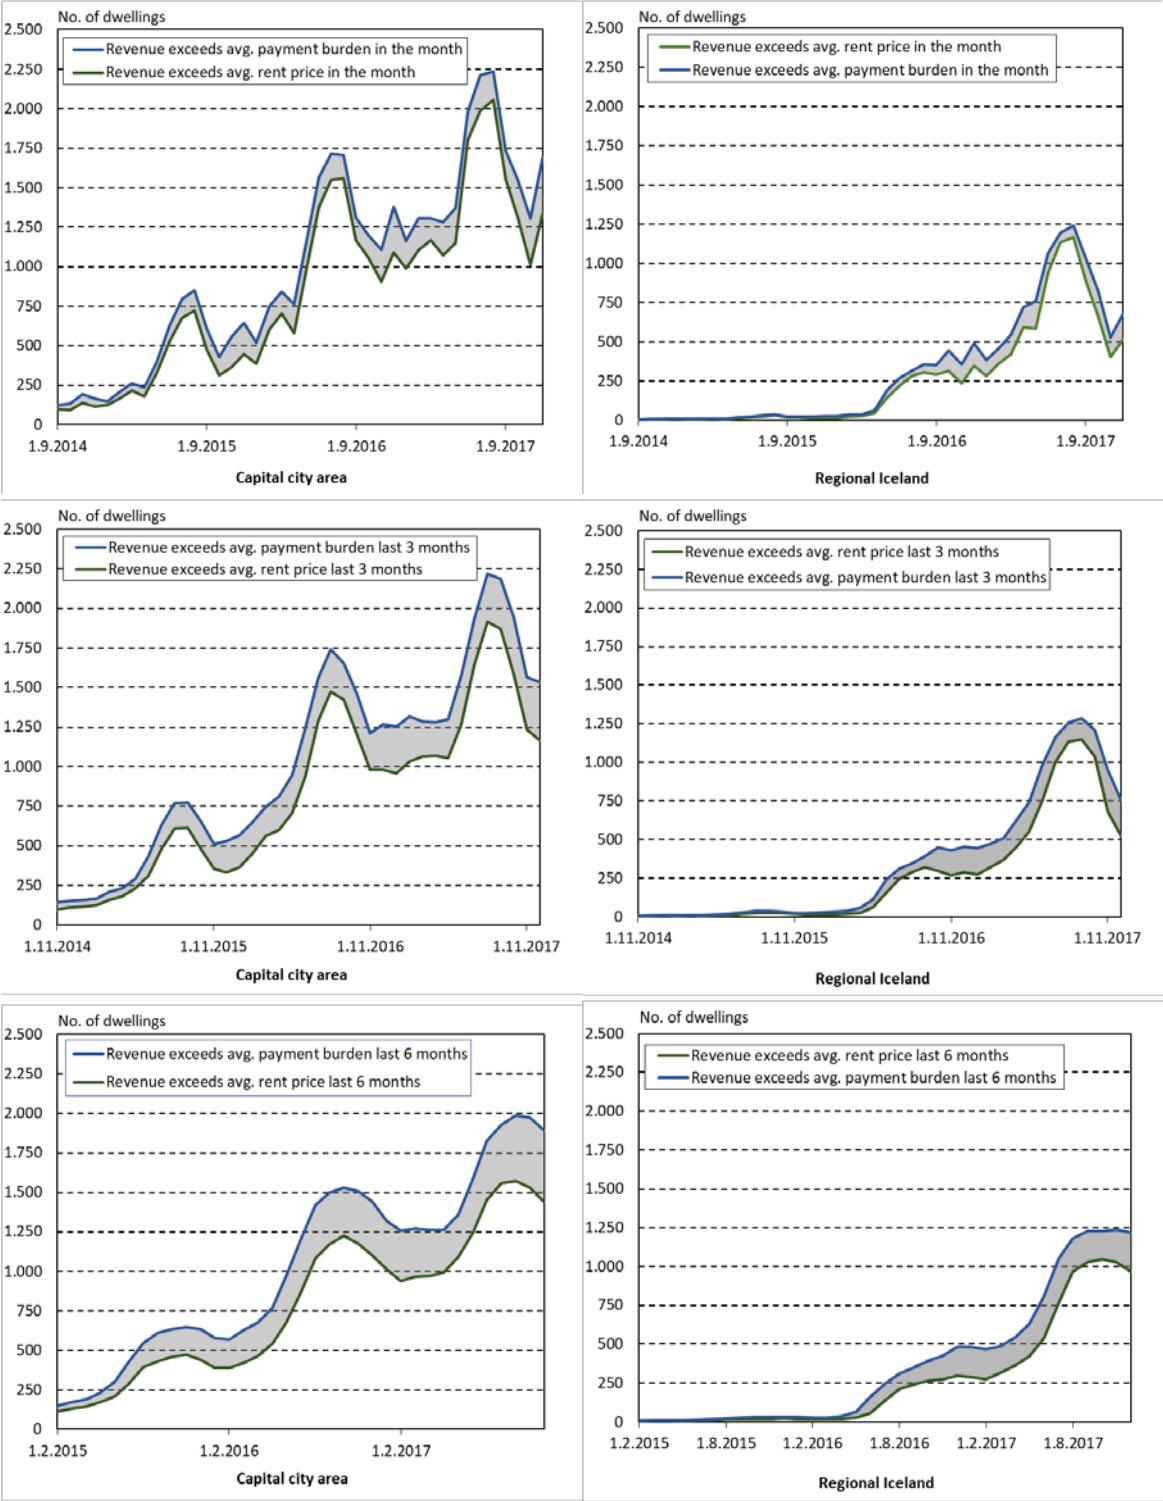 No. of dwellings
2.500
Revenue exceeds avg. payment burden in the month
2.250
Revenue exceeds avg. rent price in the month
2.000
1.750
1.500
1.250
1.000
750
500
250
0
1.9.2014 1.9.2015 1.9.2016 1.9.2017
Capital city area
No. of dwellings
2.500
Revenue exceeds avg. rent price in the month
2.250
Revenue exceeds avg. payment burden in the month
2.000
1.750
1.500
1.250
1.000
750
500
250
0
1.9.2014 1.9.2015 1.9.2016 1.9.2017
Regional Iceland
No. of dwellings
2.500
Revenue exceeds avg. payment burden last 3 months
2.250
Revenue exceeds avg. rent price last 3 months
2.000
1.750
1.500
1.250
1.000
750
500
250
0
1.11.2014 1.11.2015 1.11.2016 1.11.2017
Capital city area
No. of dwellings
2.500
Revenue exceeds avg. rent price last 3 months
2.250
Revenue exceeds avg. payment burden last 3 months
2.000
1.750
1.500
1.250
1.000
750
500
250
0
1.11.2014 1.11.2015 1.11.2016 1.11.2017
Regional Iceland
No. of dwellings
2.500
Revenue exceeds avg. payment burden last 6 months
2.250
Revenue exceeds avg. rent price last 6 months
2.000
1.750
1.500
1.250
1.000
750
500
250
0
1.2.2015 1.2.2016 1.2.2017
Capital city area
No. of dwellings
2.500
Revenue exceeds avg. rent price last 6 months
2.250
Revenue exceeds avg. payment burden last 6 months
2.000
1.750
1.500
1.250
1.000
750
500
250
0
1.2.2015 1.8.2015 1.2.2016 1.8.2016 1.2.2017 1.8.2017
Regional Iceland